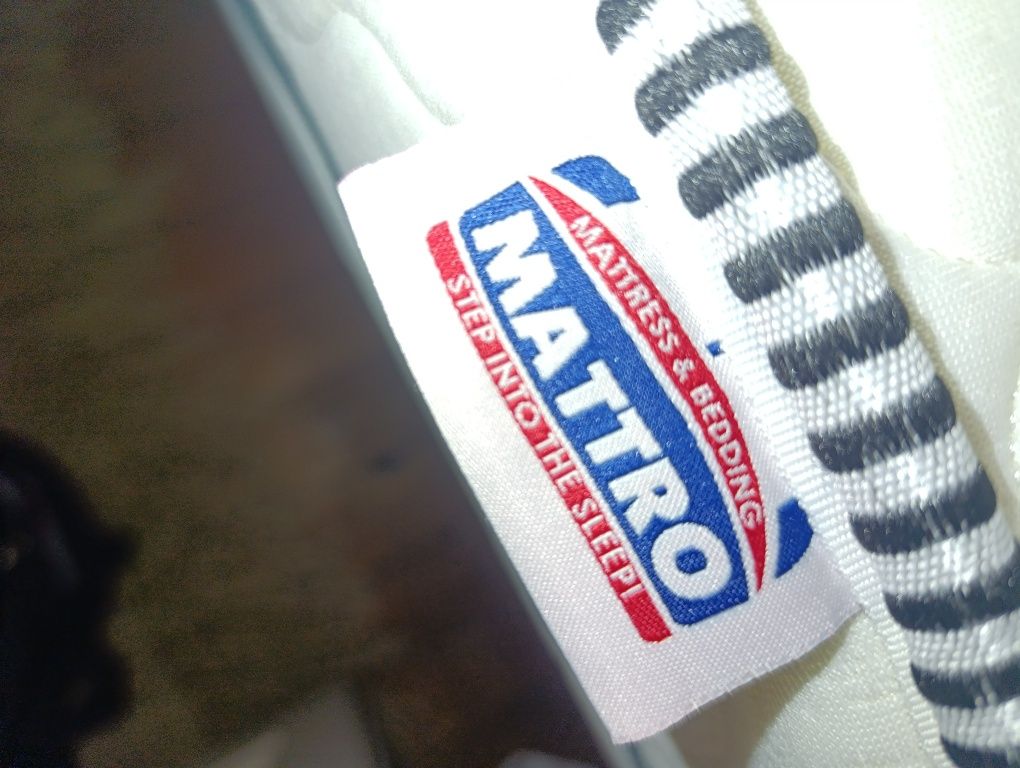 MATTRESS & BEDDING
MATTRO
STEP INTO THE SLEEP!